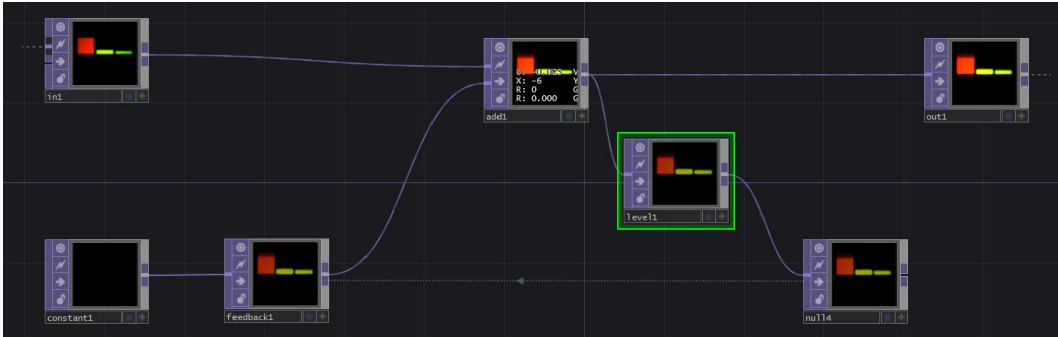 in1
add1
X: -6 Y
R: 0 G
R: 0.000 G
out1
level1
constant1
feedback1
null4